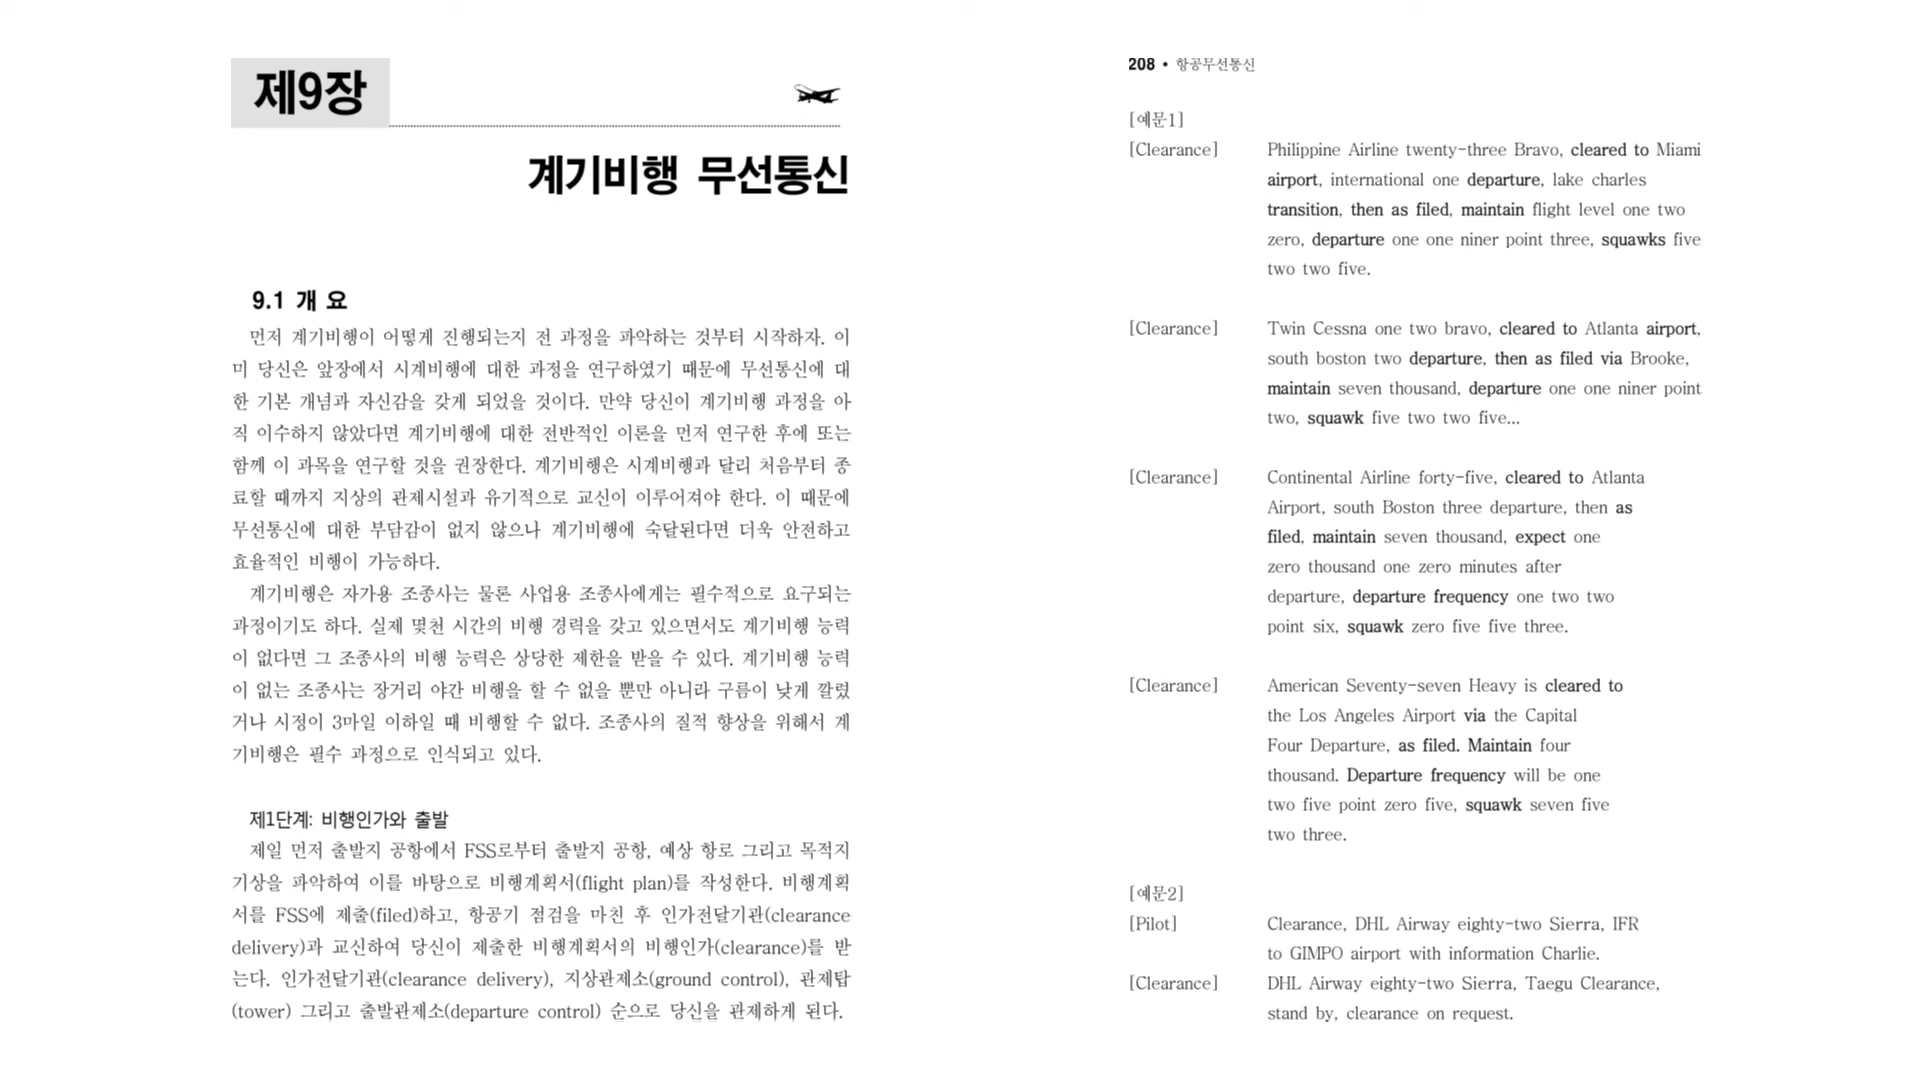 제9장
계기비행 무선통신
9.1 개 요
먼저 계기비행이 어떻게 진행되는지 전 과정을 파악하는 것부터 시작하자. 이
미 당신은 앞장에서 시계비행에 대한 과정을 연구하였기 때문에 무선통신에 대
한 기본 개념과 자신감을 갖게 되었을 것이다. 만약 당신이 계기비행 과정을 아
직 이수하지 않았다면 계기비행에 대한 전반적인 이론을 먼저 연구한 후에 또는
함께 이 과목을 연구할 것을 권장한다. 계기비행은 시계비행과 달리 처음부터 종
료할 때까지 지상의 관제시설과 유기적으로 교신이 이루어져야 한다. 이 때문에
무선통신에 대한 부담감이 없지 않으나 계기비행에 숙달된다면 더욱 안전하고
효율적인 비행이 가능하다.
계기비행은 자가용 조종사는 물론 사업용 조종사에게는 필수적으로 요구되는
과정이기도 하다. 실제 몇천 시간의 비행 경력을 갖고 있으면서도 계기비행 능력
이 없다면 그 조종사의 비행 능력은 상당한 제한을 받을 수 있다. 계기비행 능력
이 없는 조종사는 장거리 야간 비행을 할 수 없을 뿐만 아니라 구름이 낮게 깔렸
거나 시정이 3마일 이하일 때 비행할 수 없다. 조종사의 질적 향상을 위해서 계
기비행은 필수 과정으로 인식되고 있다.
제1단계: 비행인가와 출발
제일 먼저 출발지 공항에서 FSS로부터 출발지 공항, 예상 항로 그리고 목적지
기상을 파악하여 이를 바탕으로 비행계획서(flight plan)를 작성한다. 비행계획
서를 FSS에 제출(filed)하고, 항공기 점검을 마친 후 인가전달기관(clearance
delivery)과 교신하여 당신이 제출한 비행계획서의 비행인가(clearance)를 받
는다. 인가전달기관(clearance delivery), 지상관제소(ground control), 관제탑
(tower) 그리고 출발관제소(departure control) 순으로 당신을 관제하게 된다.
208 • 항공무선통신
[예문1]
[Clearance] Philippine Airline twenty-three Bravo, cleared to Miami
airport, international one departure, lake charles
transition, then as filed, maintain flight level one two
zero, departure one one niner point three, squawks five
two two five.
[Clearance] Twin Cessna one two bravo, cleared to Atlanta airport,
south boston two departure, then as filed via Brooke,
maintain seven thousand, departure one one niner point
two, squawk five two two five...
[Clearance] Continental Airline forty-five, cleared to Atlanta
Airport, south Boston three departure, then as
filed, maintain seven thousand, expect one
zero thousand one zero minutes after
departure, departure frequency one two two
point six, squawk zero five five three.
[Clearance] American Seventy-seven Heavy is cleared to
the Los Angeles Airport via the Capital
Four Departure, as filed. Maintain four
thousand. Departure frequency will be one
two five point zero five, squawk seven five
two three.
[예문2]
[Pilot] Clearance, DHL Airway eighty-two Sierra, IFR
to GIMPO airport with information Charlie.
[Clearance] DHL Airway eighty-two Sierra, Taegu Clearance,
stand by, clearance on request.